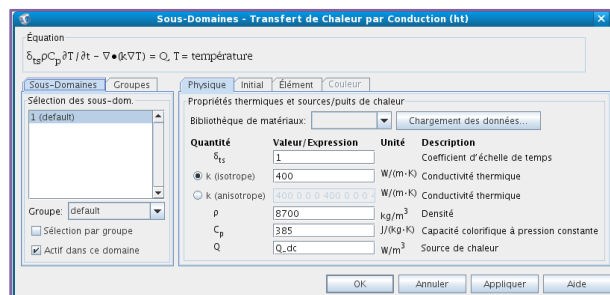 Sous-Domaines - Transfert de Chaleur par Conduction (ht)
Équation
δts ρCp ∂T/∂t − ∇•(k∇T) = Q, T= température
Sous-Domaines Groupes
Physique Initial Élément Couleur
Sélection des sous-dom.
1 (default)
Groupe: default
Sélection par groupe
Actif dans ce domaine
Propriétés thermiques et sources/puits de chaleur
Bibliothèque de matériaux: Chargement des données...
Quantité Valeur/Expression Unité Description
δts 1 Coefficient d'échelle de temps
k (isotrope) 400 W/(m·K) Conductivité thermique
k (anisotrope) 400 0 0 0 400 0 0 0 W/(m·K) Conductivité thermique
ρ 8700 kg/m³ Densité
Cp 385 J/(kg·K) Capacité colorifique à pression constante
Q Q_dc W/m³ Source de chaleur
OK Annuler Appliquer Aide